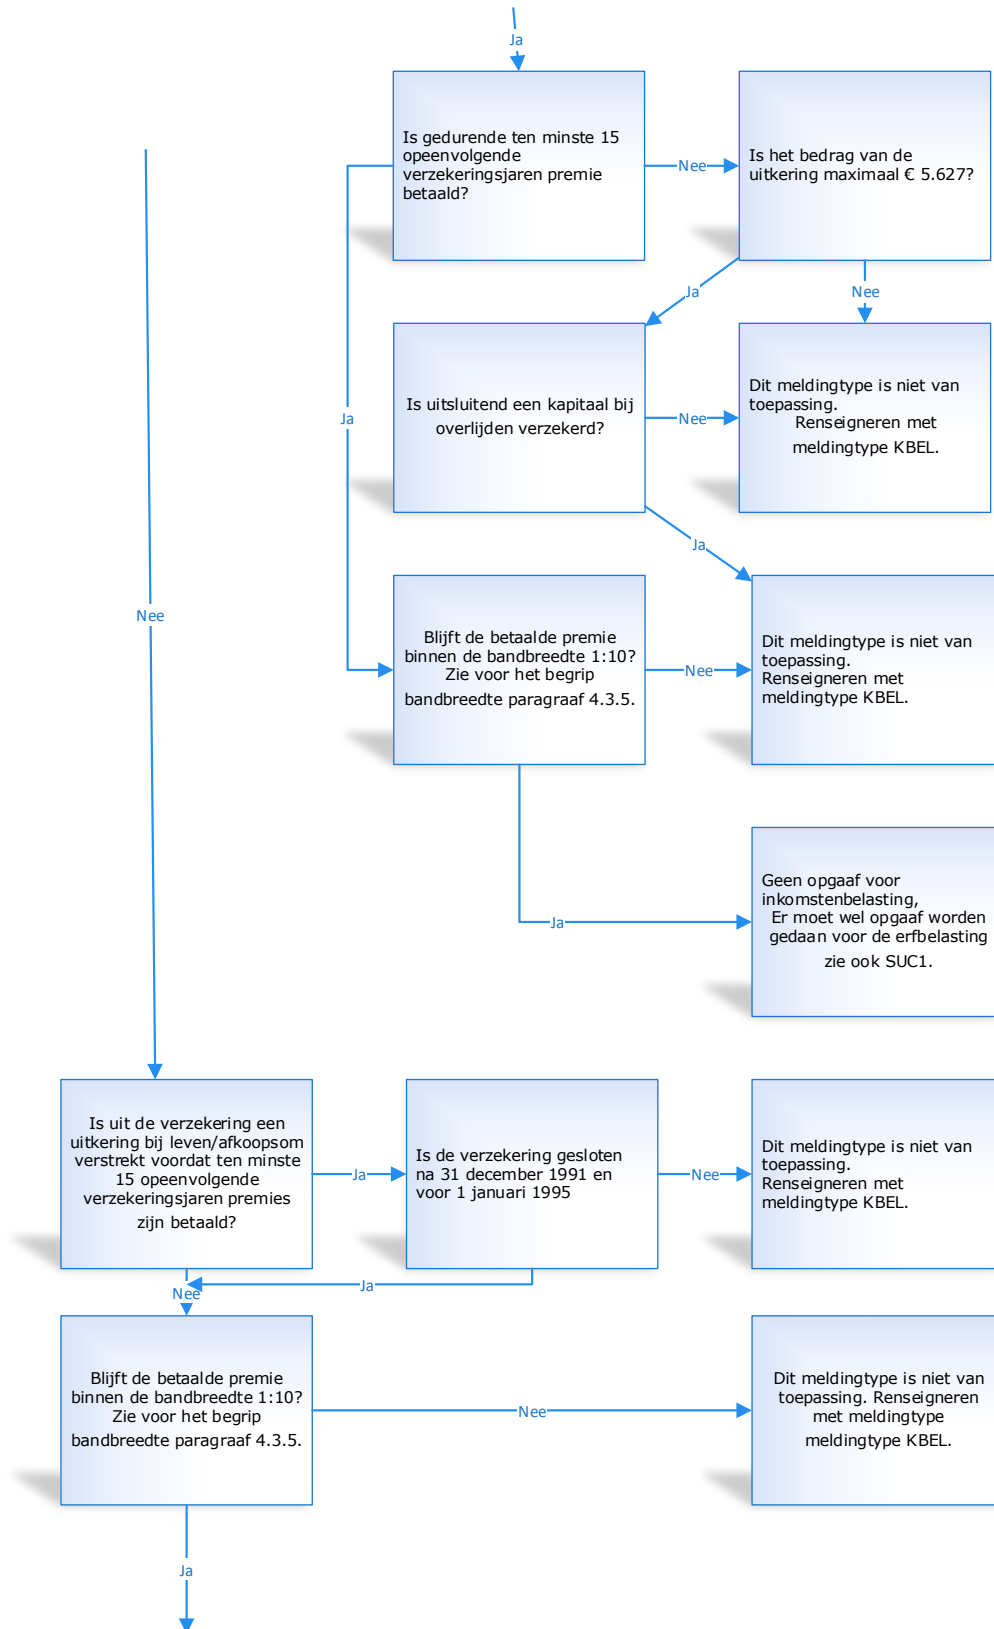 Ja
Is gedurende ten minste 15
opeenvolgende
verzekeringsjaren premie
betaald?
Nee
Is het bedrag van de
uitkering maximaal € 5.627?
Ja
Nee
Ja
Is uitsluitend een kapitaal bij
overlijden verzekerd?
Nee
Dit meldingtype is niet van
toepassing.
Renseigneren met
meldingtype KBEL.
Ja
Nee
Blijft de betaalde premie
binnen de bandbreedte 1:10?
Zie voor het begrip
bandbreedte paragraaf 4.3.5.
Nee
Dit meldingtype is niet van
toepassing.
Renseigneren met
meldingtype KBEL.
Ja
Geen opgaaf voor
inkomstenbelasting,
Er moet wel opgaaf worden
gedaan voor de erfbelasting
zie ook SUC1.
Is uit de verzekering een
uitkering bij leven/afkoopsom
verstrekt voordat ten minste
15 opeenvolgende
verzekeringsjaren premies
zijn betaald?
Ja
Is de verzekering gesloten
na 31 december 1991 en
voor 1 januari 1995
Nee
Dit meldingtype is niet van
toepassing.
Renseigneren met
meldingtype KBEL.
Ja
Nee
Blijft de betaalde premie
binnen de bandbreedte 1:10?
Zie voor het begrip
bandbreedte paragraaf 4.3.5.
Nee
Dit meldingtype is niet van
toepassing. Renseigneren
met meldingtype
meldingtype KBEL.
Ja